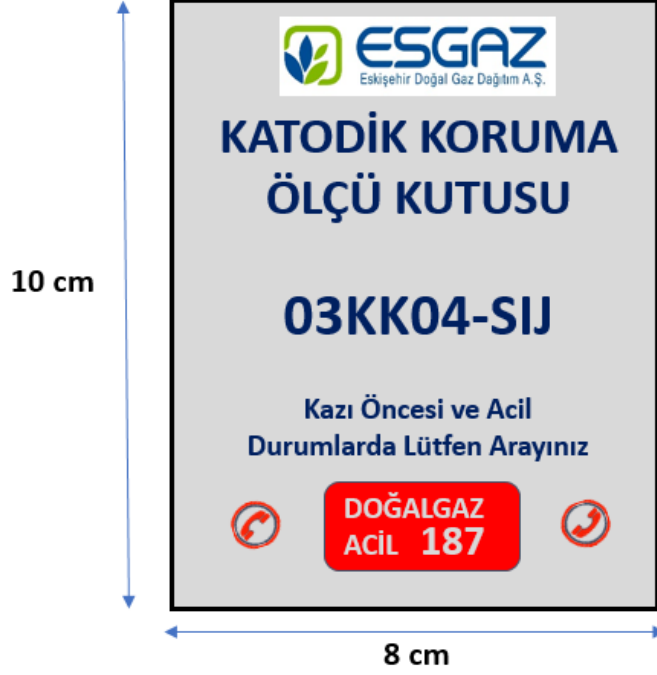 ESGAZ
Eskişehir Doğal Gaz Dağıtım A.Ş.
KATODİK KORUMA
ÖLÇÜ KUTUSU
10 cm
03KK04-SIJ
Kazı Öncesi ve Acil
Durumlarda Lütfen Arayınız
DOĞALGAZ
ACİL 187
8 cm